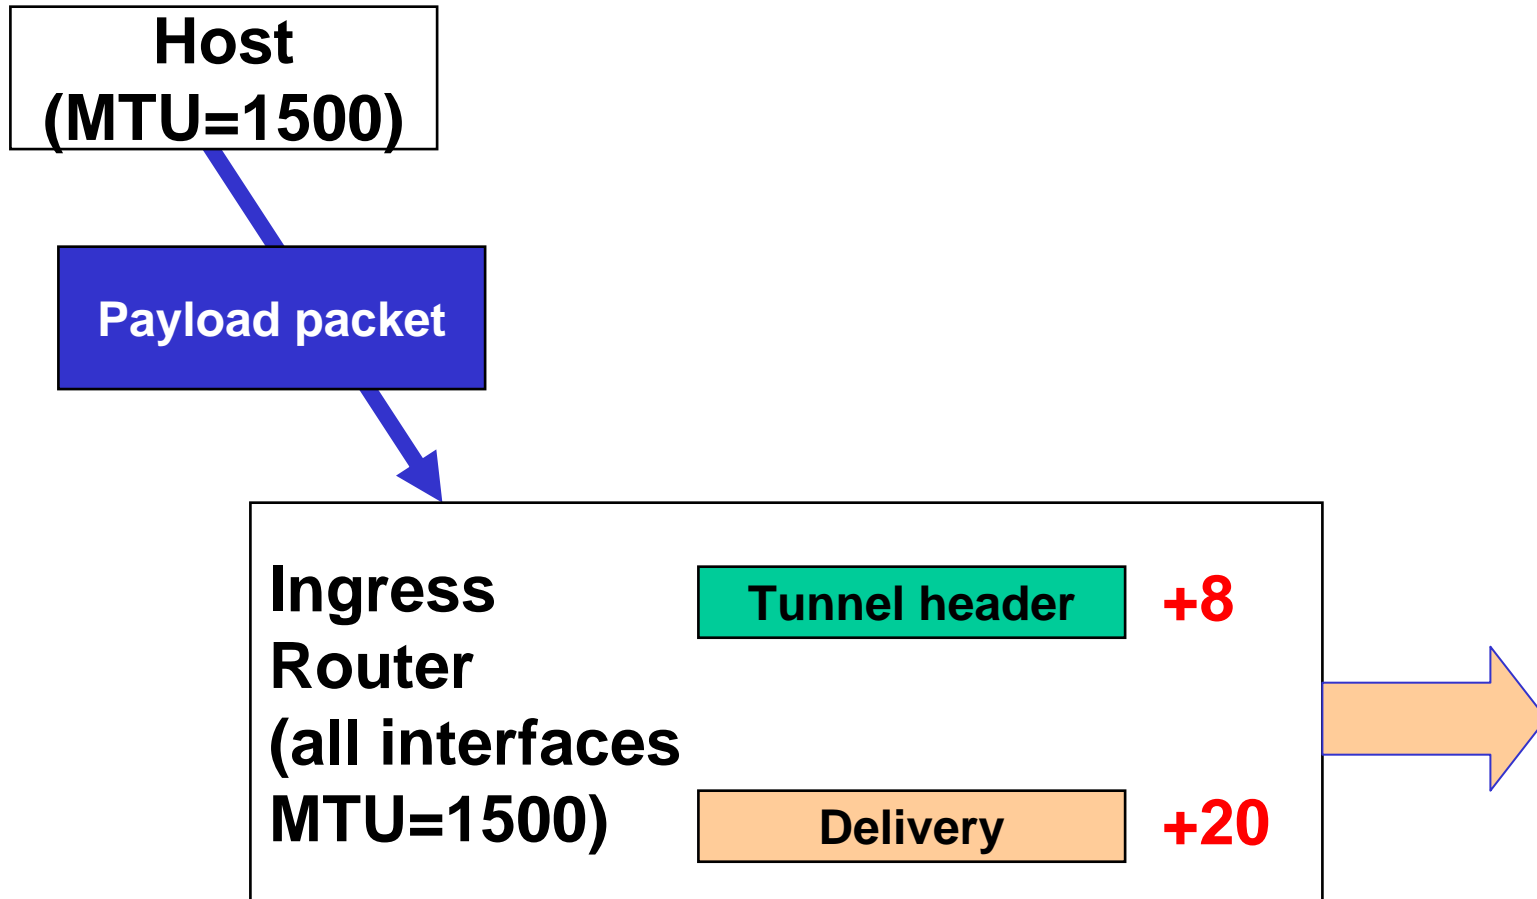 Host
(MTU=1500)
Payload packet
Ingress
Router
(all interfaces
MTU=1500)
Tunnel header
+8
Delivery
+20